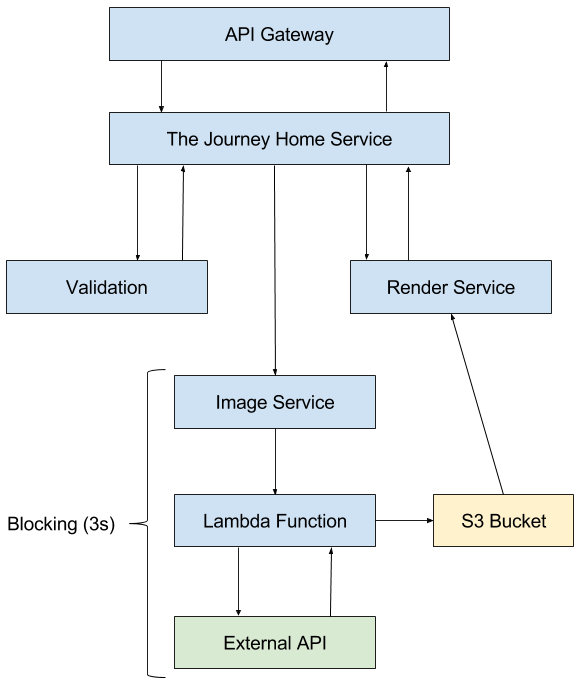 API Gateway
The Journey Home Service
Validation
Render Service
Image Service
Blocking (3s)
Lambda Function
S3 Bucket
External API